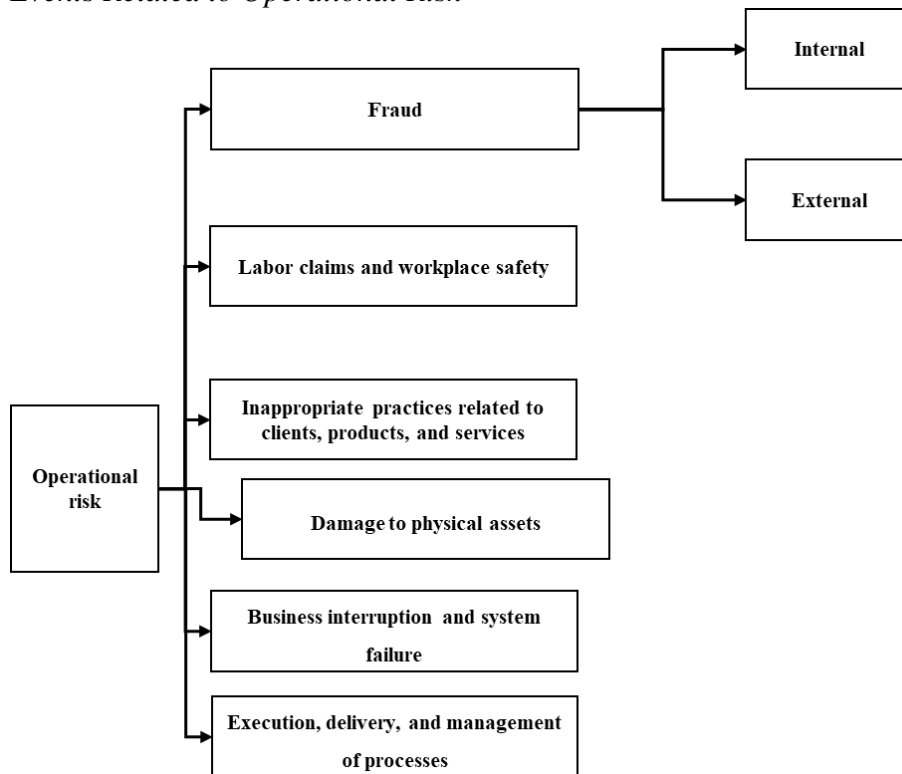 Events Related to Operational Risk
Internal
Fraud
External
Labor claims and workplace safety
Inappropriate practices related to
clients, products, and services
Operational
risk
Damage to physical assets
Business interruption and system
failure
Execution, delivery, and management
of processes